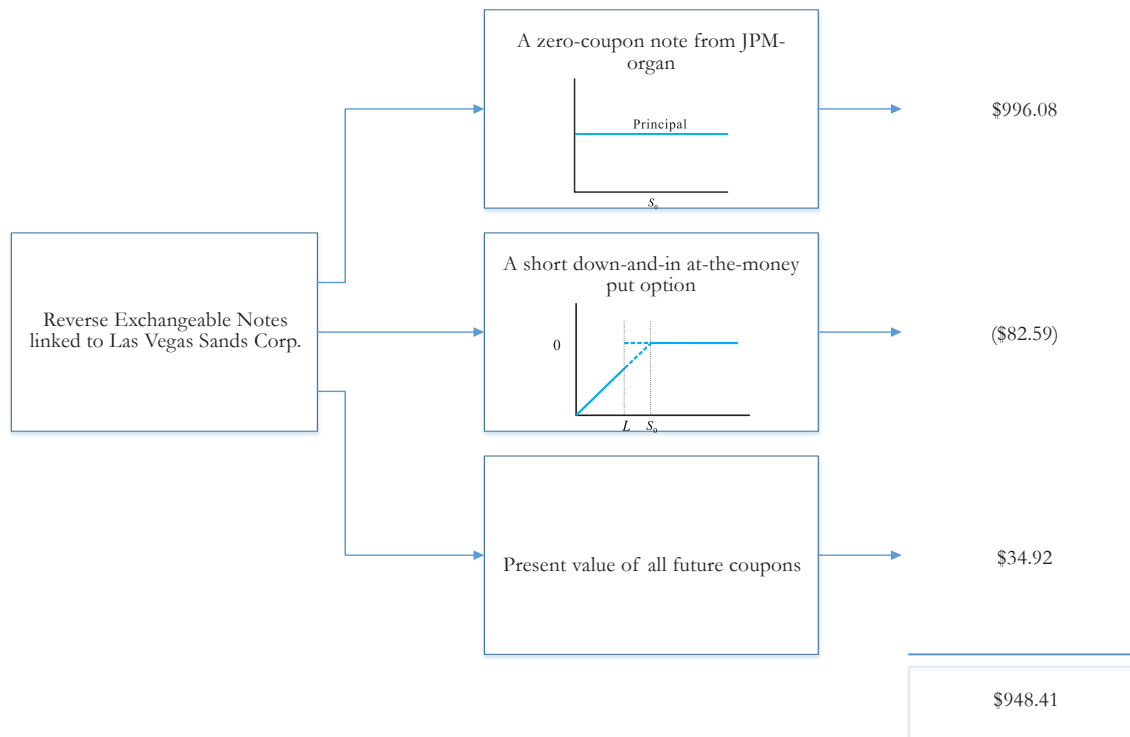 A zero-coupon note from JPM-
organ
Principal
S₀
$996.08
Reverse Exchangeable Notes
linked to Las Vegas Sands Corp.
A short down-and-in at-the-money
put option
0
L S₀
($82.59)
Present value of all future coupons
$34.92
$948.41